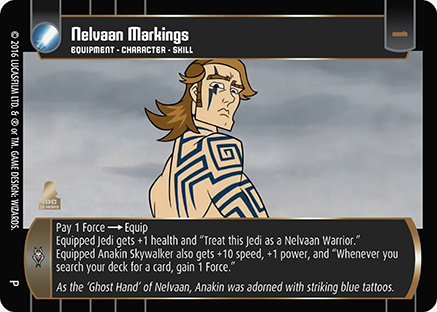 Nelvaan Markings
EQUIPMENT - CHARACTER - SKILL
© 2016 LUCASFILM LTD. & ® or TM. GAME DESIGN: WIZARDS.
Pay 1 Force → Equip
Equipped Jedi gets +1 health and "Treat this Jedi as a Nelvaan Warrior."
Equipped Anakin Skywalker also gets +10 speed, +1 power, and "Whenever you
search your deck for a card, gain 1 Force."
As the 'Ghost Hand' of Nelvaan, Anakin was adorned with striking blue tattoos.
P